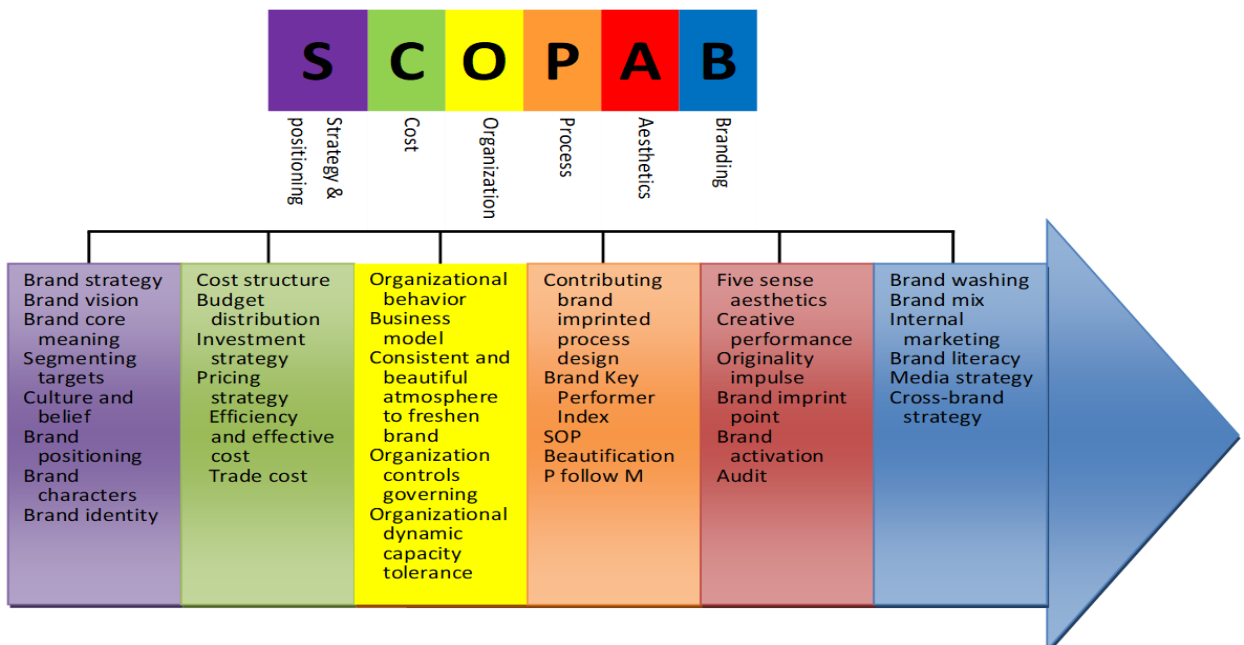 S C O P A B
Strategy &
positioning
Cost
Organization
Process
Aesthetics
Branding
Brand strategy
Brand vision
Brand core
meaning
Segmenting
targets
Culture and
belief
Brand
positioning
Brand
characters
Brand identity
Cost structure
Budget
distribution
Investment
strategy
Pricing
strategy
Efficiency
and effective
cost
Trade cost
Organizational
behavior
Business
model
Consistent and
beautiful
atmosphere
to freshen
brand
Organization
controls
governing
Organizational
dynamic
capacity
tolerance
Contributing
brand
imprinted
process
design
Brand Key
Performer
Index
SOP
Beautification
P follow M
Five sense
aesthetics
Creative
performance
Originality
impulse
Brand imprint
point
Brand
activation
Audit
Brand washing
Brand mix
Internal
marketing
Brand literacy
Media strategy
Cross-brand
strategy